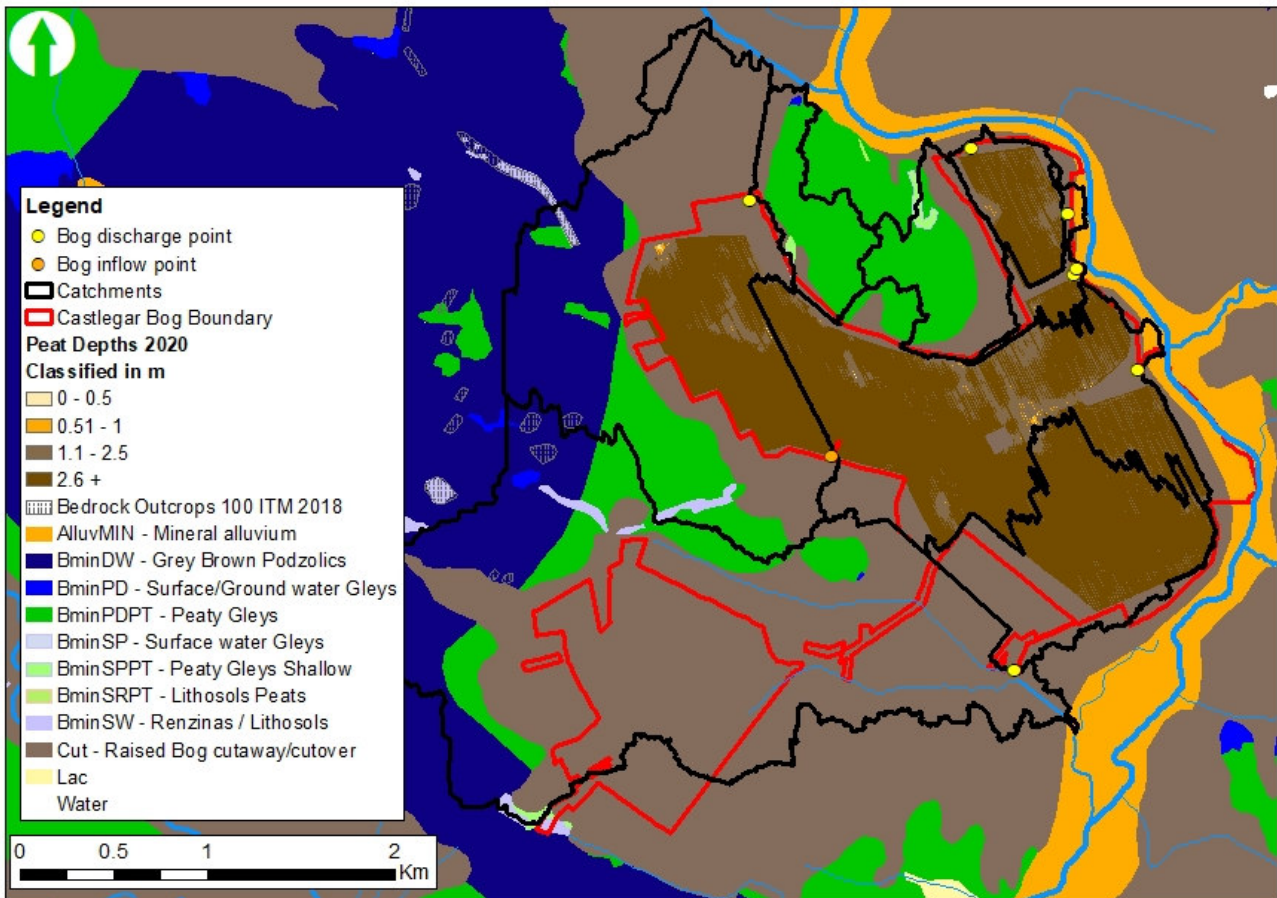 Legend
Bog discharge point
Bog inflow point
Catchments
Castlegar Bog Boundary
Peat Depths 2020
Classified in m
0 - 0.5
0.51 - 1
1.1 - 2.5
2.6 +
Bedrock Outcrops 100 ITM 2018
AlluvMIN - Mineral alluvium
BminDW - Grey Brown Podzolics
BminPD - Surface/Ground water Gleys
BminPDPT - Peaty Gleys
BminSP - Surface water Gleys
BminSPPT - Peaty Gleys Shallow
BminSRPT - Lithosols Peats
BminSW - Renzinas / Lithosols
Cut - Raised Bog cutaway/cutover
Lac
Water
0 0.5 1 2
Km